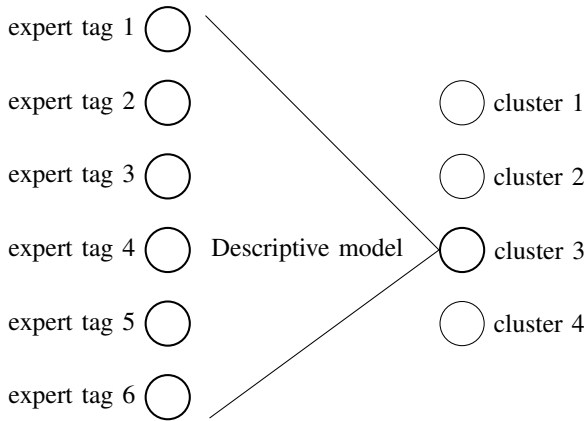 expert tag 1
expert tag 2
cluster 1
expert tag 3
cluster 2
expert tag 4
Descriptive model
cluster 3
expert tag 5
cluster 4
expert tag 6